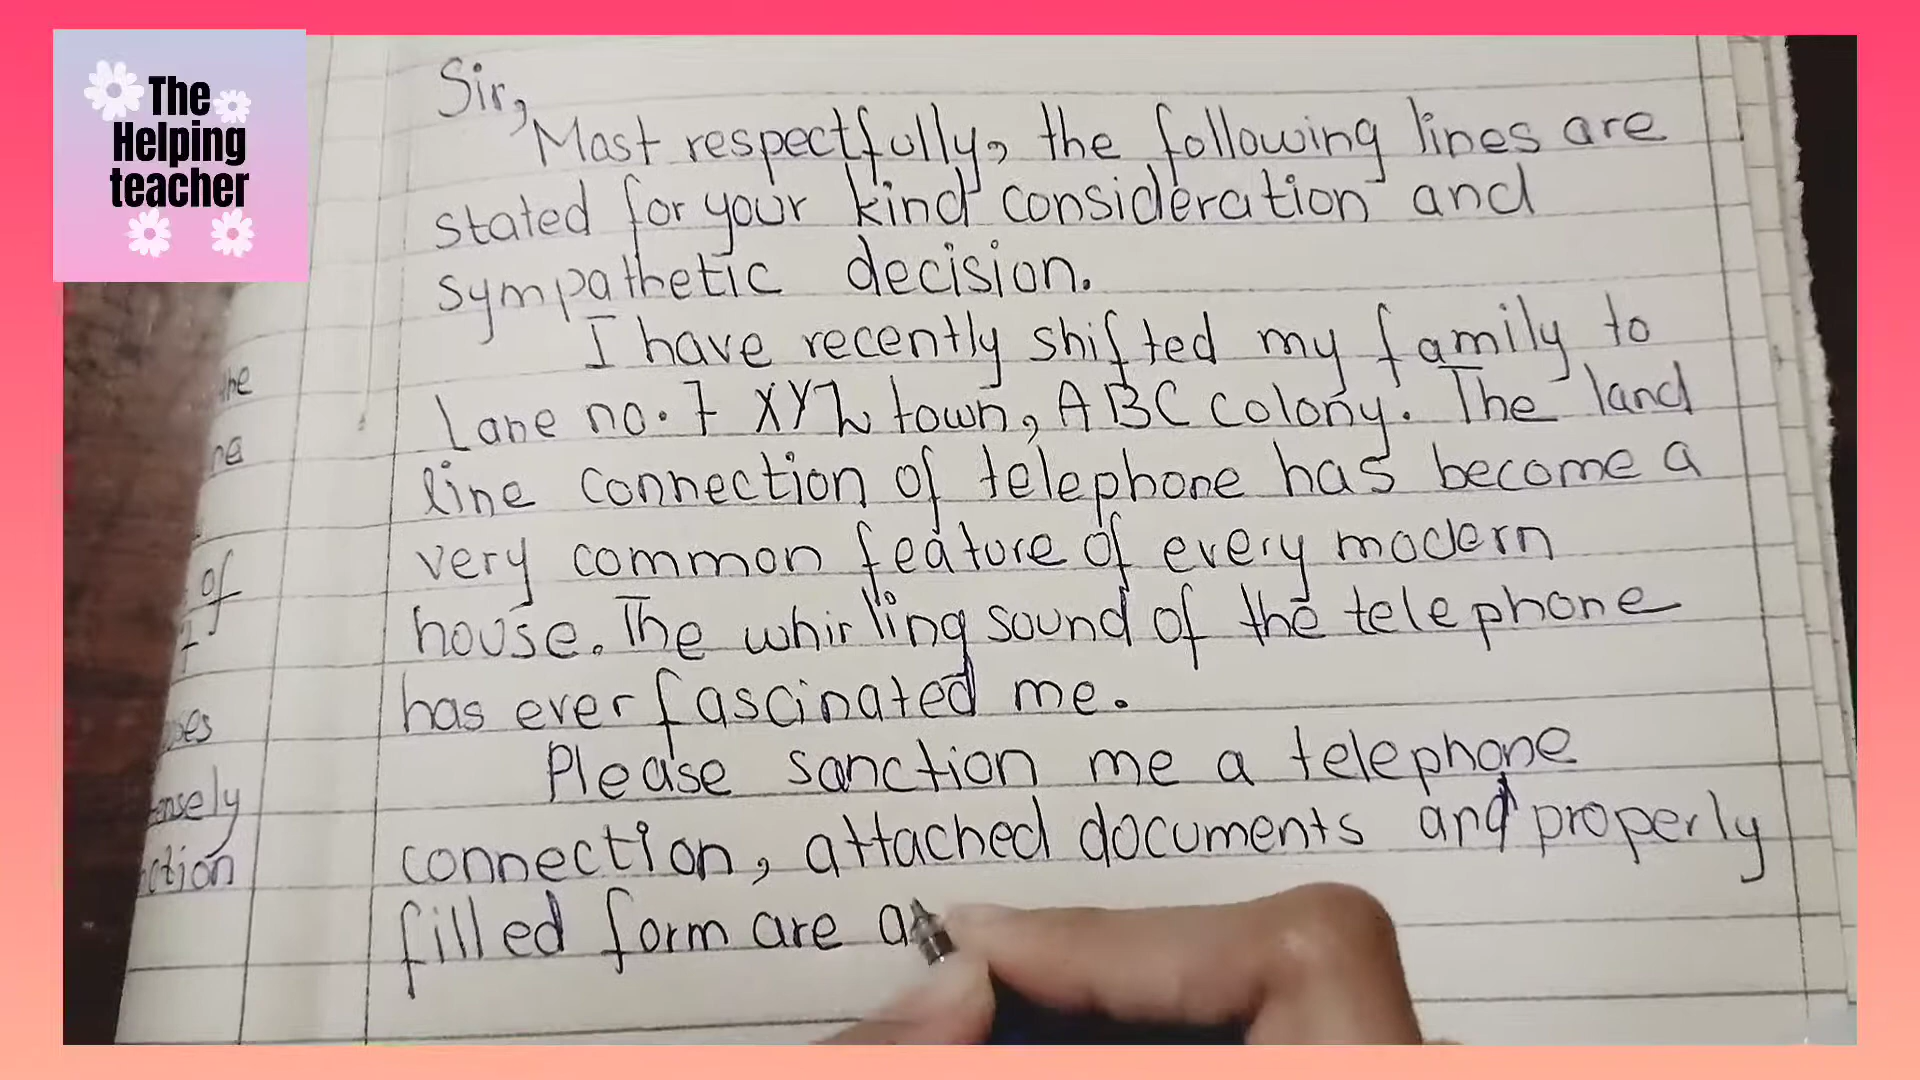 The
Helping
teacher
Sir,
Most respectfully, the following lines are
stated for your kind consideration and
sympathetic decision.
I have recently shifted my family to
Lane no. 7 XYZ town, ABC colony. The land
line connection of telephone has become a
very common feature of every modern
house. The whirling sound of the telephone
has ever fascinated me.
Please sanction me a telephone
connection, attached documents and properly
filled form are a
of